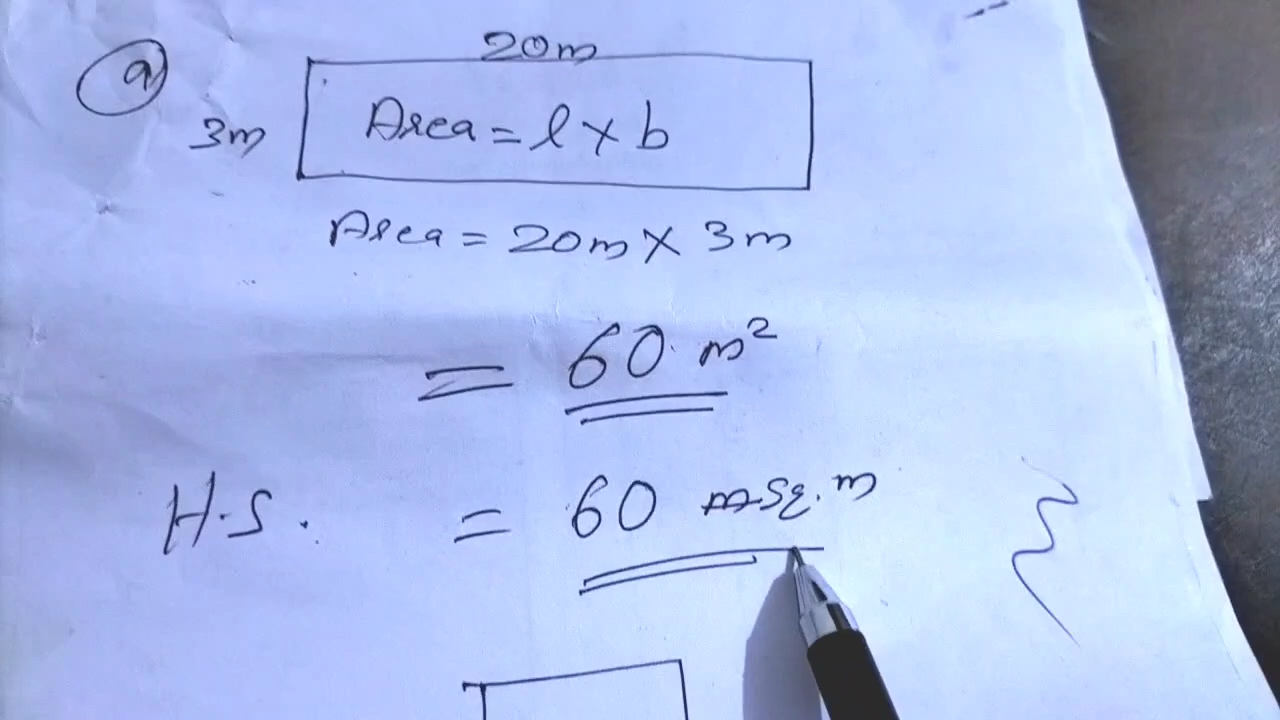 a
20m
3m
Area = l × b
Area = 20m × 3m
= 60 m²
H.S. = 60 sq. m